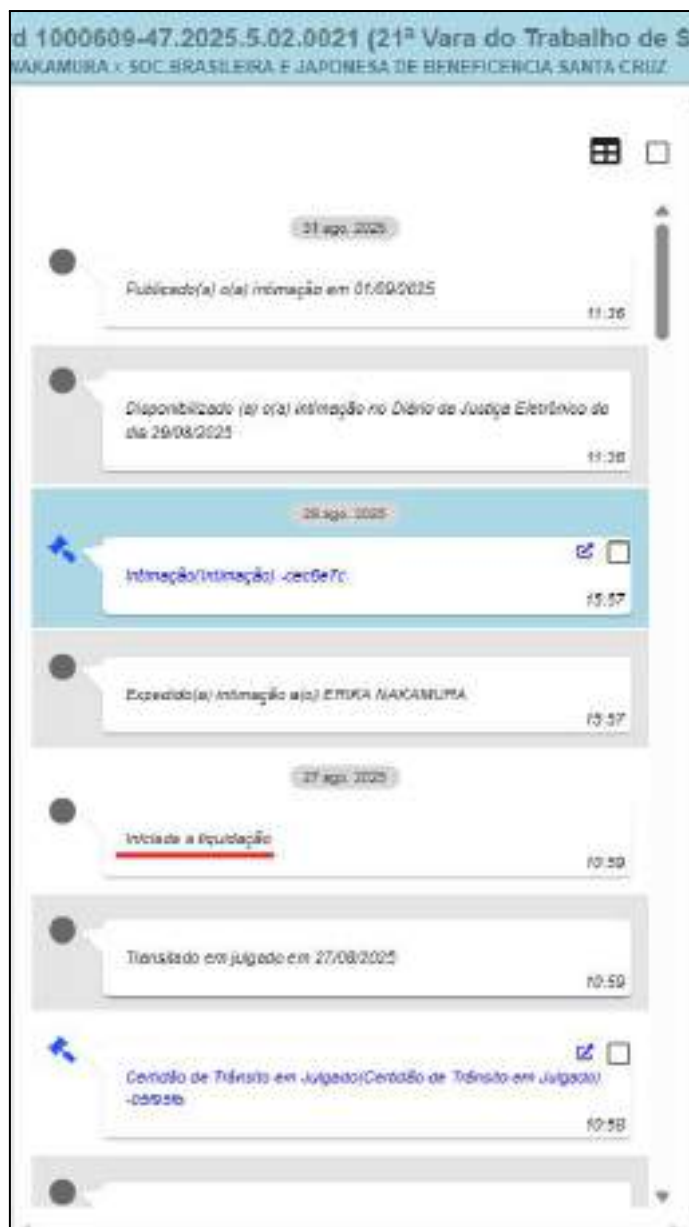 rd 1000609-47.2025.5.02.0021 (21ª Vara do Trabalho de S
NAKAMURA x SOC.BRASILEIRA E JAPONESA DE BENEFICENCIA SANTA CRUZ
31 ago. 2025
Publicado(a) o(a) intimação em 01/09/2025
11:36
Disponibilizado (a) o(a) intimação no Diário da Justiça Eletrônico do
dia 29/08/2025
11:36
28 ago. 2025
Intimação(Intimação) -
15:57
Expedido(a) intimação a(o) ERIKA NAKAMURA
15:57
27 ago. 2025
Iniciada a liquidação
10:59
Transitado em julgado em 27/08/2025
10:59
Certidão de Trânsito em Julgado(Certidão de Trânsito em Julgado)
10:58